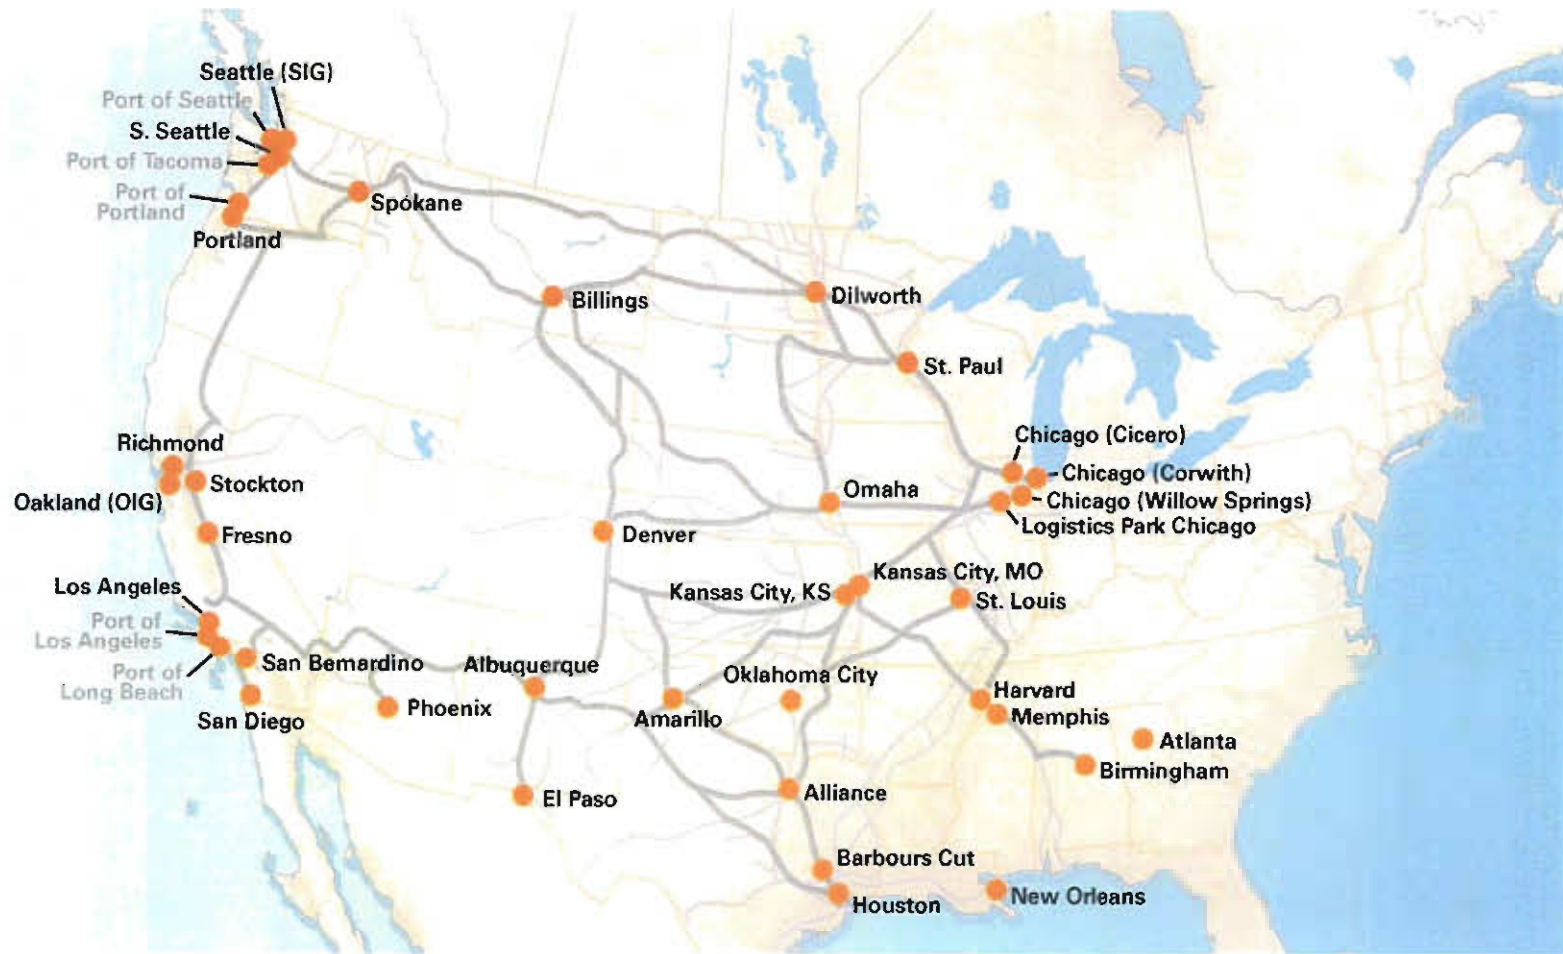 Seattle (SIG)
Port of Seattle
S. Seattle
Port of Tacoma
Port of
Portland
Portland
Spokane
Billings
Dilworth
St. Paul
Richmond
Stockton
Oakland (OIG)
Fresno
Chicago (Cicero)
Chicago (Corwith)
Chicago (Willow Springs)
Logistics Park Chicago
Omaha
Denver
Kansas City, MO
Kansas City, KS
St. Louis
Los Angeles
Port of
Los Angeles
Port of
Long Beach
San Bernardino
San Diego
Phoenix
Albuquerque
Oklahoma City
Amarillo
Harvard
Memphis
Atlanta
Birmingham
El Paso
Alliance
Barbours Cut
Houston
New Orleans